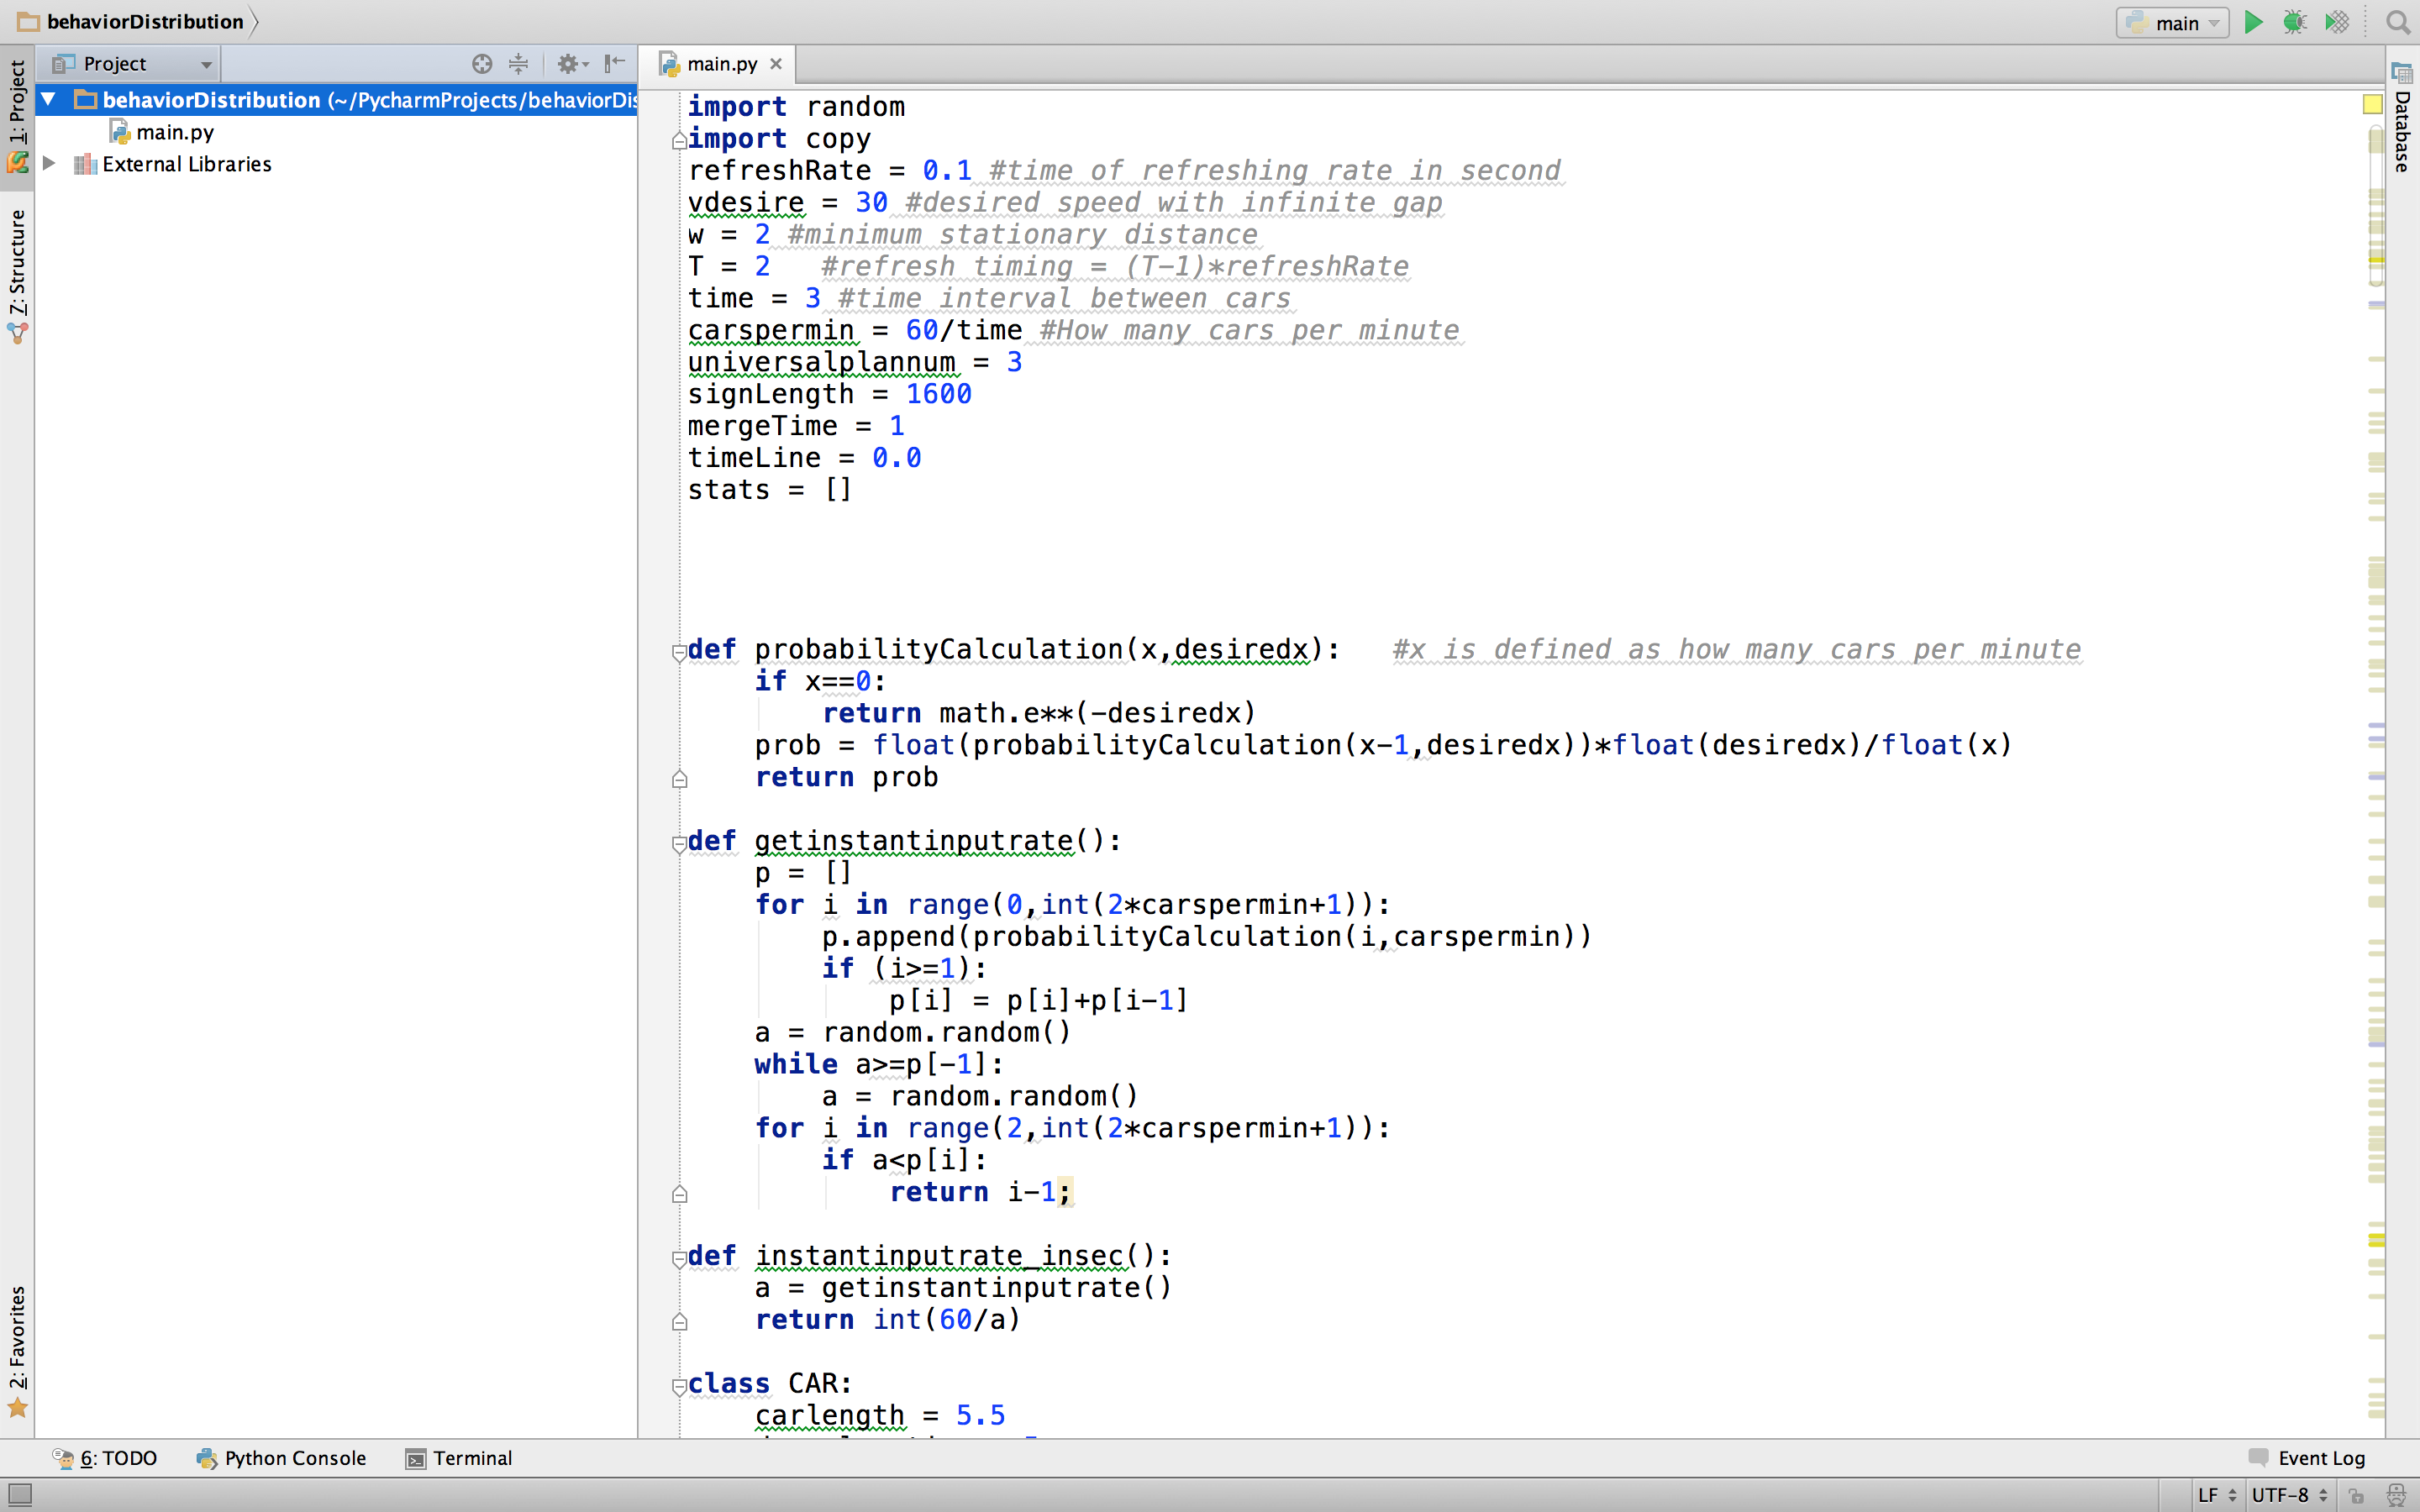 behaviorDistribution
main
1: Project
Project
main.py
Database
behaviorDistribution (~/PycharmProjects/behaviorDis
main.py
External Libraries
7: Structure
2: Favorites
import random
import copy
refreshRate = 0.1 #time of refreshing rate in second
vdesire = 30 #desired speed with infinite gap
w = 2 #minimum stationary distance
T = 2   #refresh timing = (T-1)*refreshRate
time = 3 #time interval between cars
carspermin = 60/time #How many cars per minute
universalplannum = 3
signLength = 1600
mergeTime = 1
timeLine = 0.0
stats = []
def probabilityCalculation(x,desiredx):   #x is defined as how many cars per minute
    if x==0:
        return math.e**(-desiredx)
    prob = float(probabilityCalculation(x-1,desiredx))*float(desiredx)/float(x)
    return prob
def getinstantinputrate():
    p = []
    for i in range(0,int(2*carspermin+1)):
        p.append(probabilityCalculation(i,carspermin))
        if (i>=1):
            p[i] = p[i]+p[i-1]
    a = random.random()
    while a>=p[-1]:
        a = random.random()
    for i in range(2,int(2*carspermin+1)):
        if a<p[i]:
            return i-1;
def instantinputrate_insec():
    a = getinstantinputrate()
    return int(60/a)
class CAR:
    carlength = 5.5
6: TODO
Python Console
Terminal
Event Log
LF
UTF-8